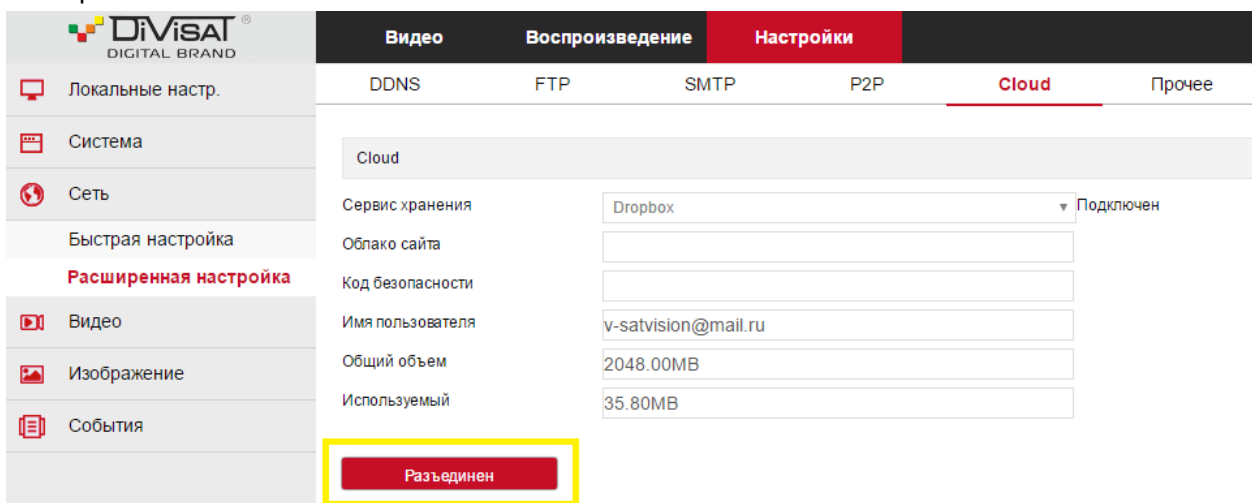 DiViSAT ®
DIGITAL BRAND
Видео Воспроизведение Настройки
Локальные настр.
Система
Сеть
Быстрая настройка
Расширенная настройка
Видео
Изображение
События
DDNS FTP SMTP P2P Cloud Прочее
Cloud
Сервис хранения Dropbox Подключен
Облако сайта
Код безопасности
Имя пользователя v-satvision@mail.ru
Общий объем 2048.00MB
Используемый 35.80MB
Разъединен